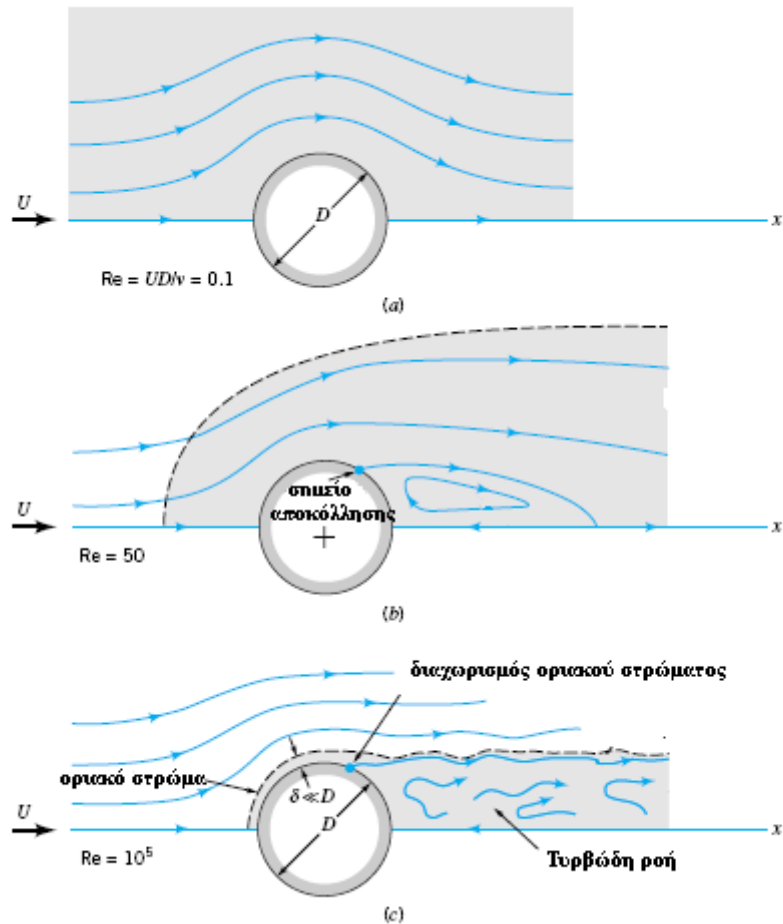 U
D
x
Re = UD/ν = 0.1
(a)
σημείο
αποκόλλησης
U
x
Re = 50
(b)
διαχωρισμός οριακού στρώματος
οριακό στρώμα
δ ≪ D
D
U
x
Re = 10⁵
Τυρβώδη ροή
(c)